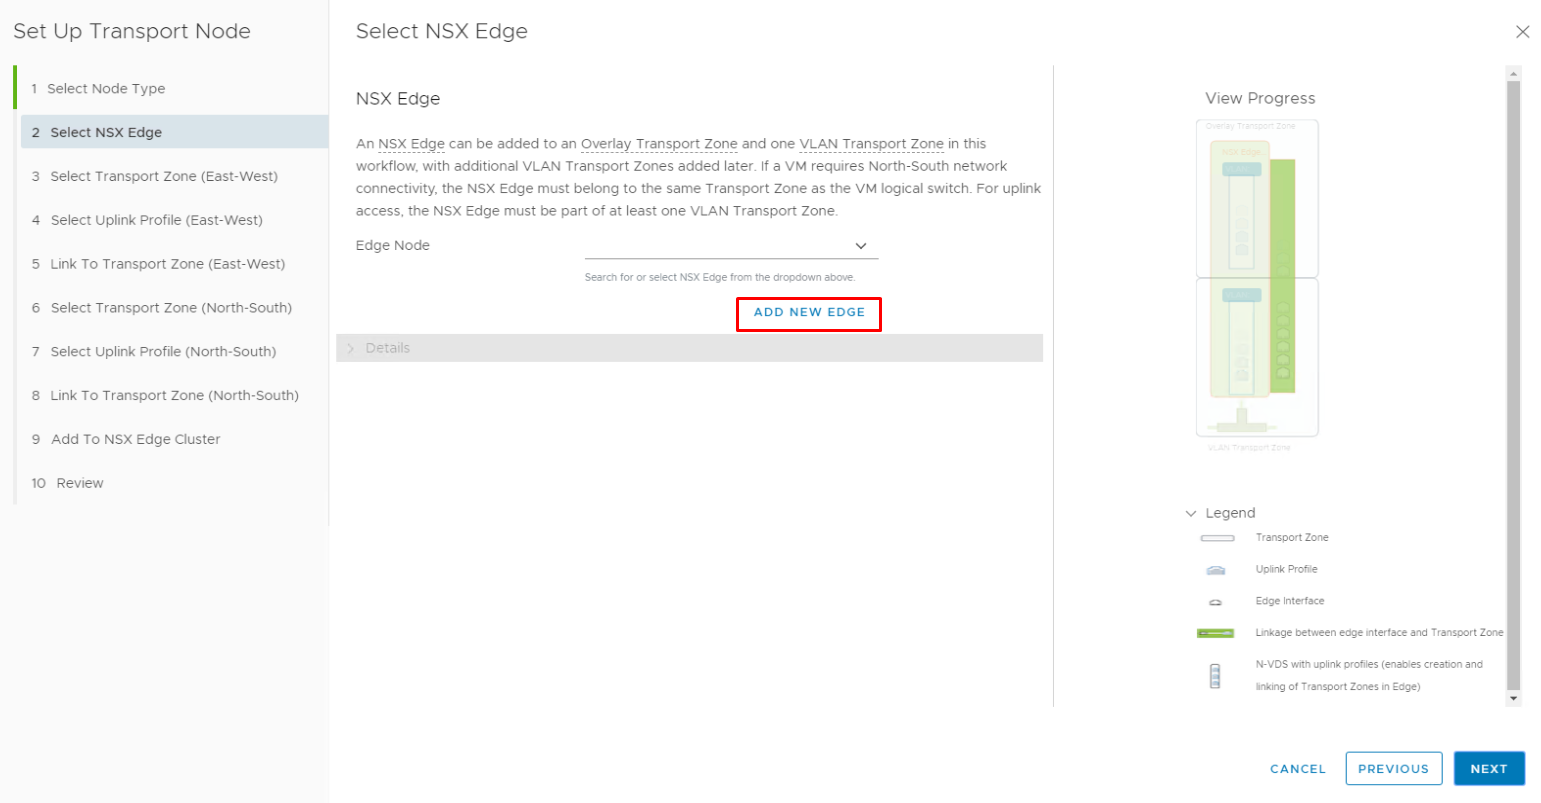 Set Up Transport Node
1 Select Node Type
2 Select NSX Edge
3 Select Transport Zone (East-West)
4 Select Uplink Profile (East-West)
5 Link To Transport Zone (East-West)
6 Select Transport Zone (North-South)
7 Select Uplink Profile (North-South)
8 Link To Transport Zone (North-South)
9 Add To NSX Edge Cluster
10 Review
Select NSX Edge
NSX Edge
An NSX Edge can be added to an Overlay Transport Zone and one VLAN Transport Zone in this
workflow, with additional VLAN Transport Zones added later. If a VM requires North-South network
connectivity, the NSX Edge must belong to the same Transport Zone as the VM logical switch. For uplink
access, the NSX Edge must be part of at least one VLAN Transport Zone.
Edge Node
Search for or select NSX Edge from the dropdown above.
ADD NEW EDGE
Details
View Progress
Overlay Transport Zone
NSX EDGE
VLAN Transport Zone
Legend
Transport Zone
Uplink Profile
Edge Interface
Linkage between edge interface and Transport Zone
N-VDS with uplink profiles (enables creation and
linking of Transport Zones in Edge)
CANCEL
PREVIOUS
NEXT